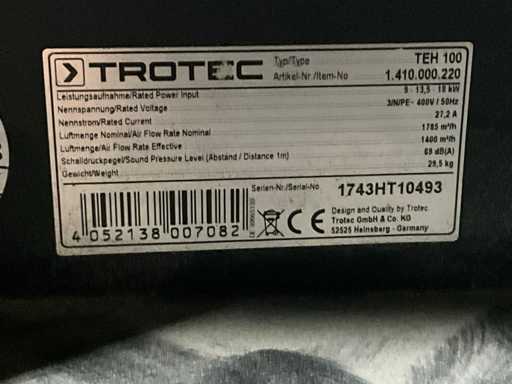 TROTEC
Typ/Type TEH 100
Artikel-Nr./Item-No 1.410.000.220
Leistungsaufnahme/Rated Power Input 9 - 13,5 - 18 kW
Nennspannung/Rated Voltage 3/N/PE~ 400V / 50Hz
Nennstrom/Rated Current 27,2 A
Luftmenge Nominal/Air Flow Rate Nominal 1785 m³/h
Luftmenge/Air Flow Rate Effective 1400 m³/h
Schalldruckpegel/Sound Pressure Level (Abstand / Distance 1m) 69 dB(A)
Gewicht/Weight 29,5 kg
Serien-Nr./Serial-No 1743HT10493
4 052138 007082
CE
Design and Quality by Trotec
Trotec GmbH & Co. KG
52525 Heinsberg - Germany